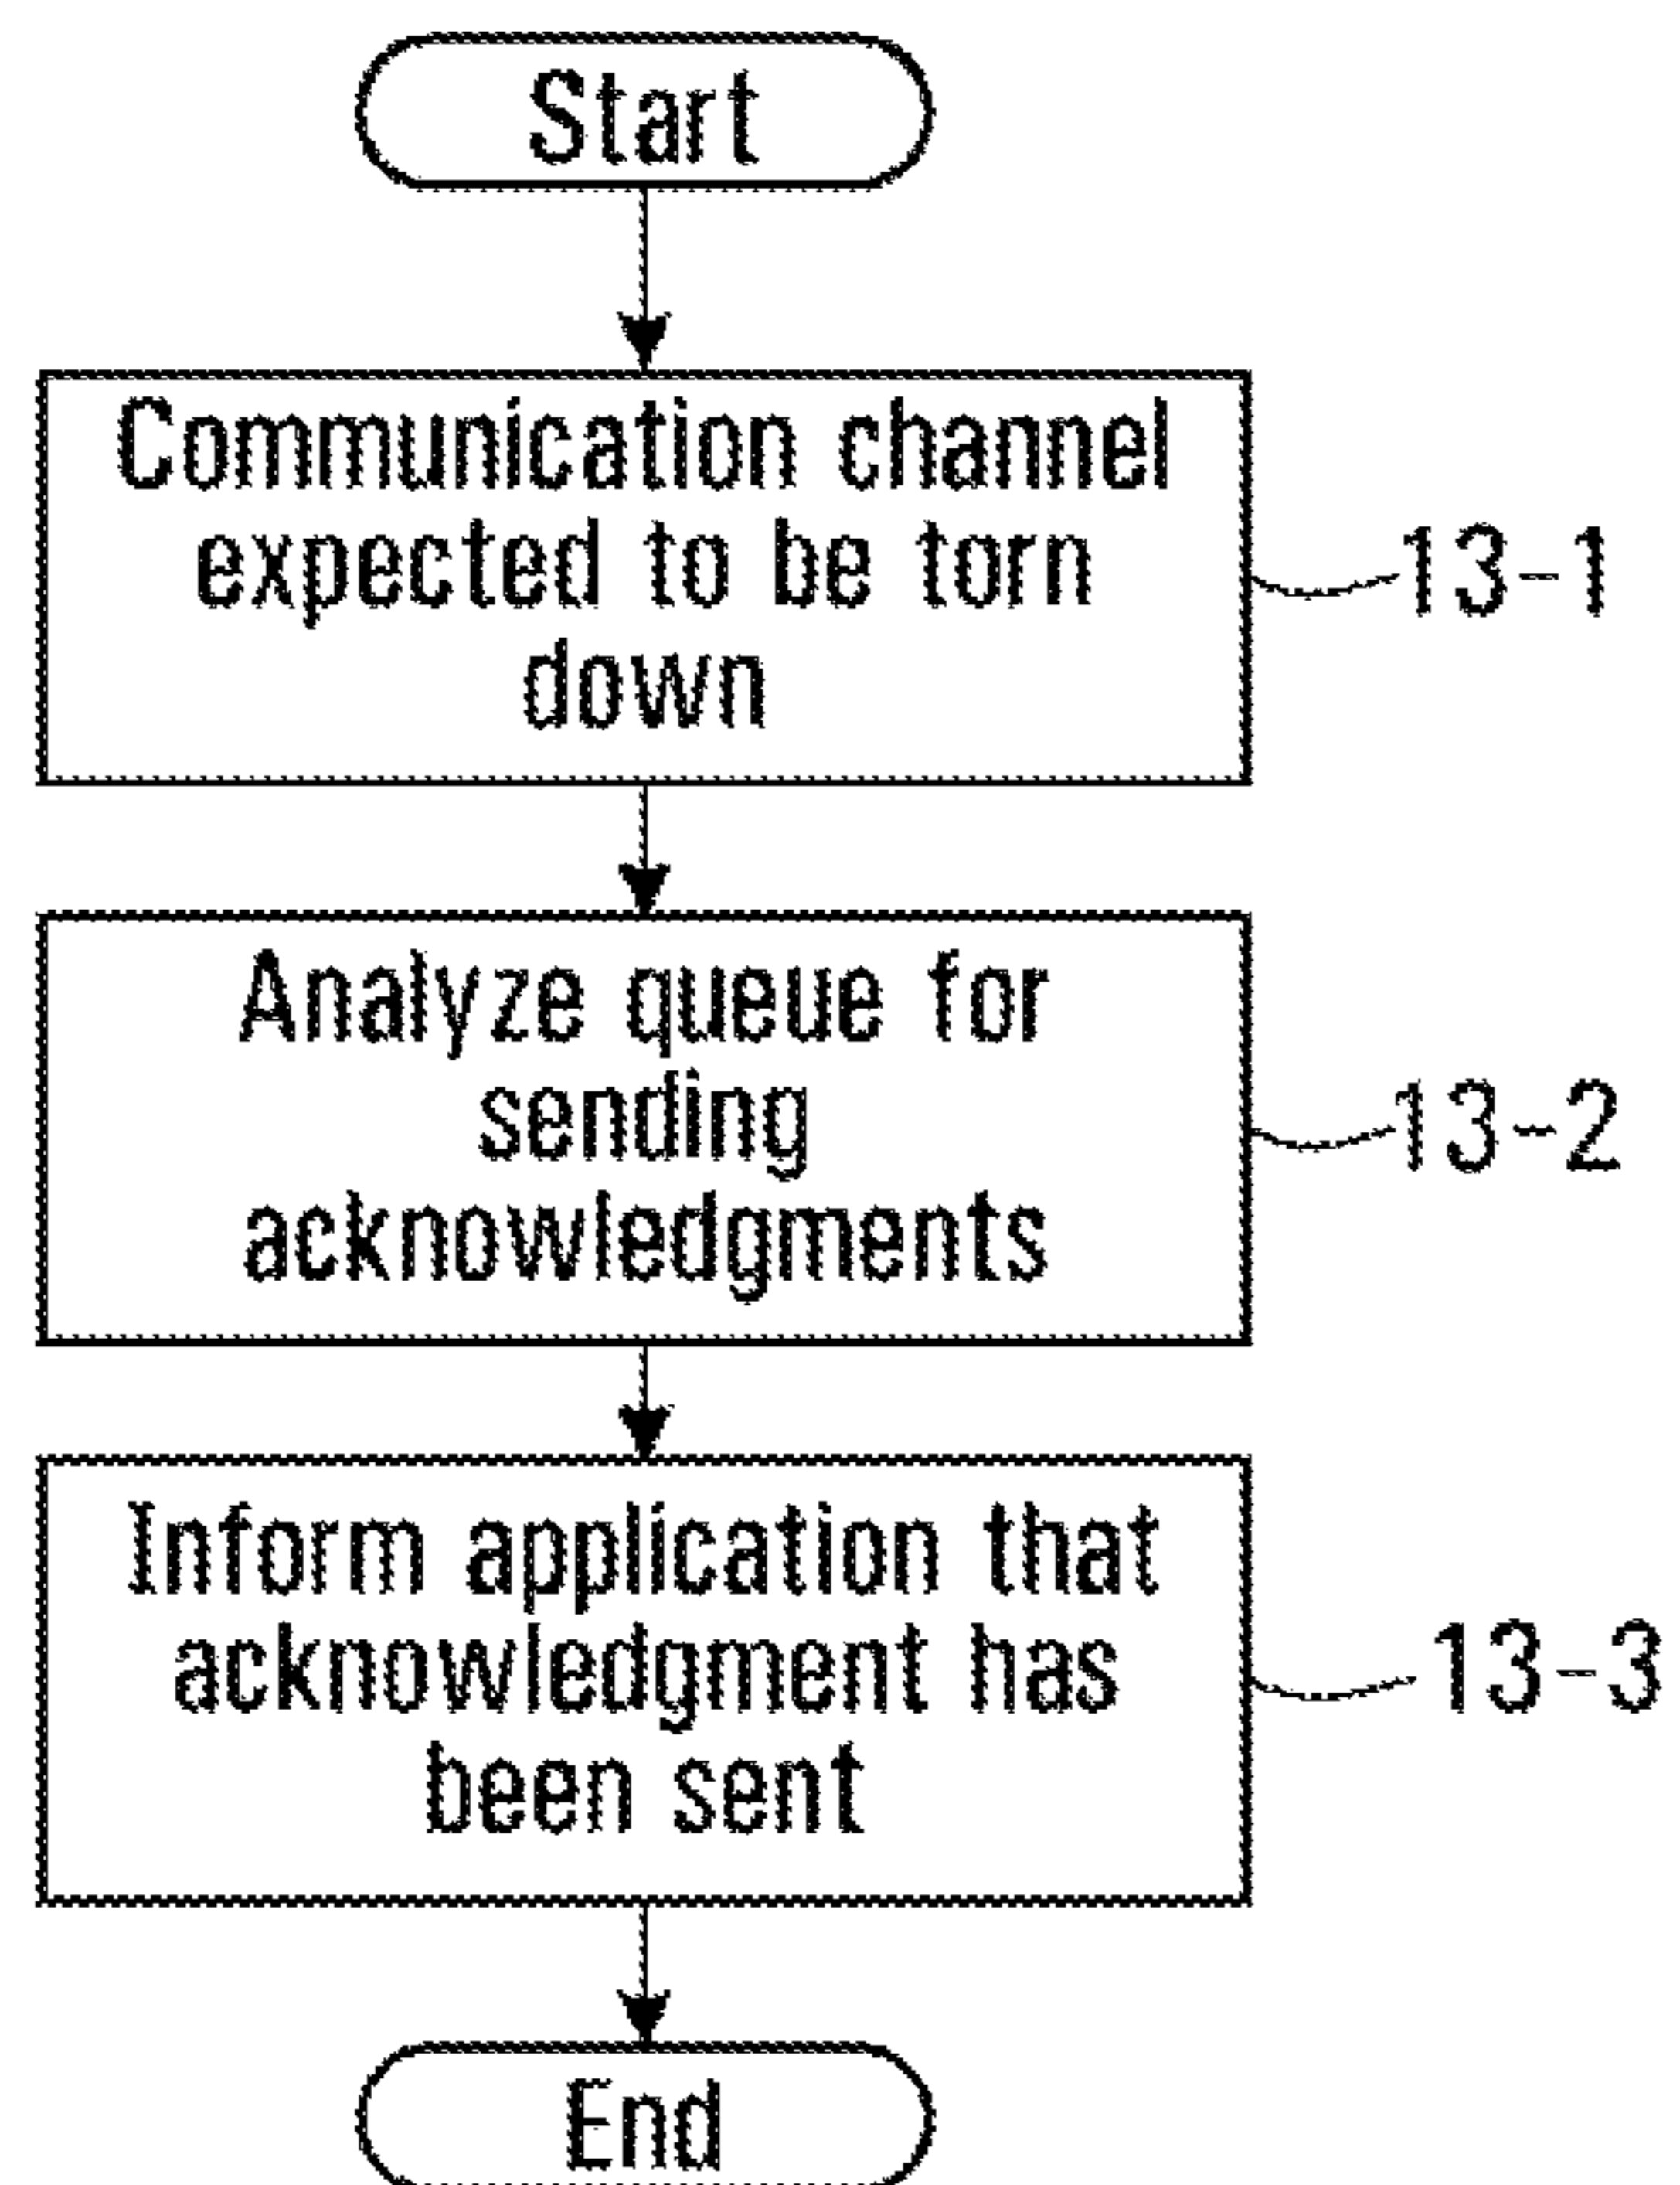 Start
Communication channel
expected to be torn
down
13-1
Analyze queue for
sending
acknowledgments
13-2
Inform application that
acknowledgment has
been sent
13-3
End